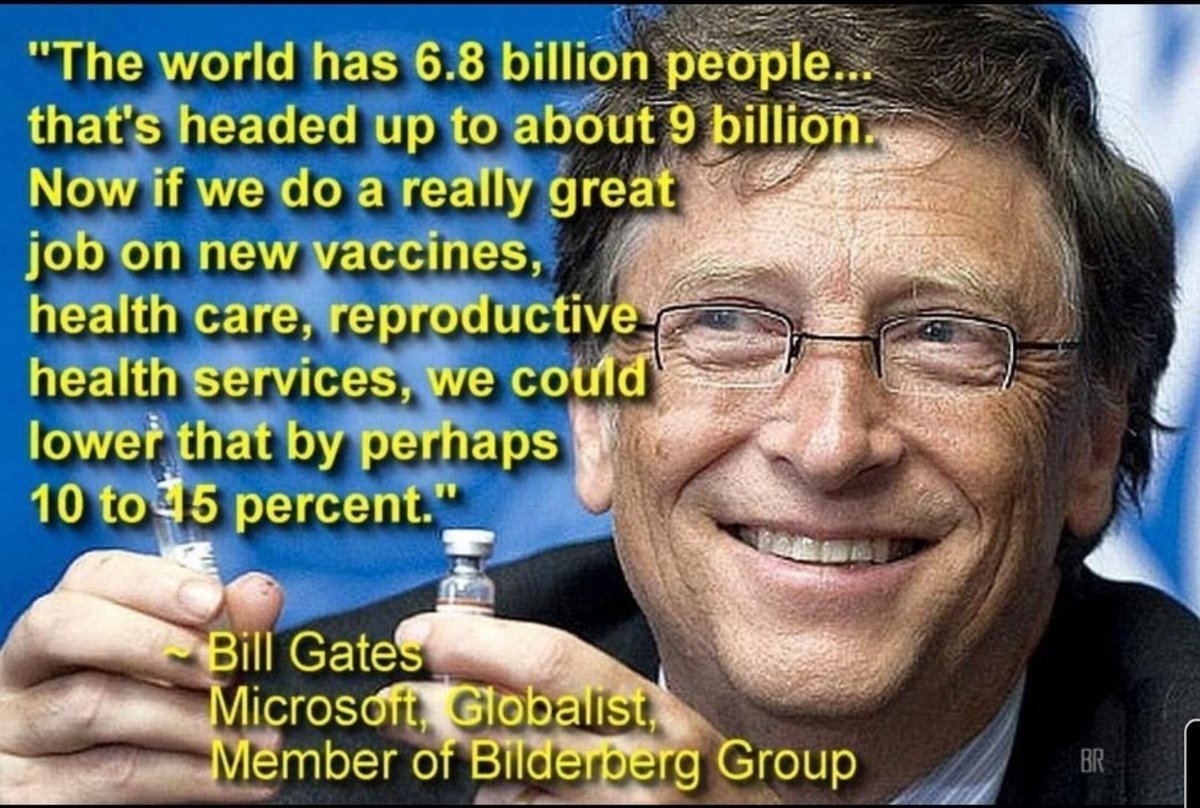 "The world has 6.8 billion people...
that's headed up to about 9 billion.
Now if we do a really great
job on new vaccines,
health care, reproductive
health services, we could
lower that by perhaps
10 to 15 percent."
~ Bill Gates
Microsoft, Globalist,
Member of Bilderberg Group
BR